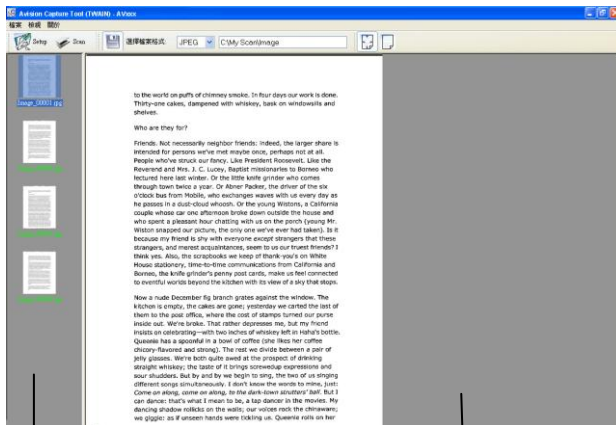 Avision Capture Tool (TWAIN) - AVxxx
檔案 檢視 關於
Setup Scan 選擇檔案格式: JPEG C:\My Scan\Image
Image_00001.jpg
to the world on puffs of chimney smoke. In four days our work is done.
Thirty-one cakes, dampened with whiskey, bask on windowsills and
shelves.
Who are they for?
Friends. Not necessarily neighbor friends: indeed, the larger share is
intended for persons we've met maybe once, perhaps not at all.
People who've struck our fancy. Like President Roosevelt. Like the
Reverend and Mrs. J. C. Lucey, Baptist missionaries to Borneo who
lectured here last winter. Or the little knife grinder who comes
through town twice a year. Or Abner Packer, the driver of the six
o'clock bus from Mobile, who exchanges waves with us every day as
he passes in a dust-cloud whoosh. Or the young Wistons, a California
couple whose car one afternoon broke down outside the house and
who spent a pleasant hour chatting with us on the porch (young Mr.
Wiston snapped our picture, the only one we've ever had taken). Is it
because my friend is shy with everyone except strangers that these
strangers, and merest acquaintances, seem to us our truest friends? I
think yes. Also, the scrapbooks we keep of thank-you's on White
House stationery, time-to-time communications from California and
Borneo, the knife grinder's penny post cards, make us feel connected
to eventful worlds beyond the kitchen with its view of a sky that stops.
Now a nude December fig branch grates against the window. The
kitchen is empty, the cakes are gone; yesterday we carted the last of
them to the post office, where the cost of stamps turned our purse
inside out. We're broke. That rather depresses me, but my friend
insists on celebrating—with two inches of whiskey left in Haha's bottle.
Queenie has a spoonful in a bowl of coffee (she likes her coffee
chicory-flavored and strong). The rest we divide between a pair of
jelly glasses. We're both quite awed at the prospect of drinking
straight whiskey; the taste of it brings screwedup expressions and
sour shudders. But by and by we begin to sing, the two of us singing
different songs simultaneously. I don't know the words to mine, just:
Come on along, come on along, to the dark-town strutters' ball. But I
can dance: that's what I mean to be, a tap dancer in the movies. My
dancing shadow rollicks on the walls; our voices rock the chinaware;
we giggle: as if unseen hands were tickling us. Queenie rolls on her